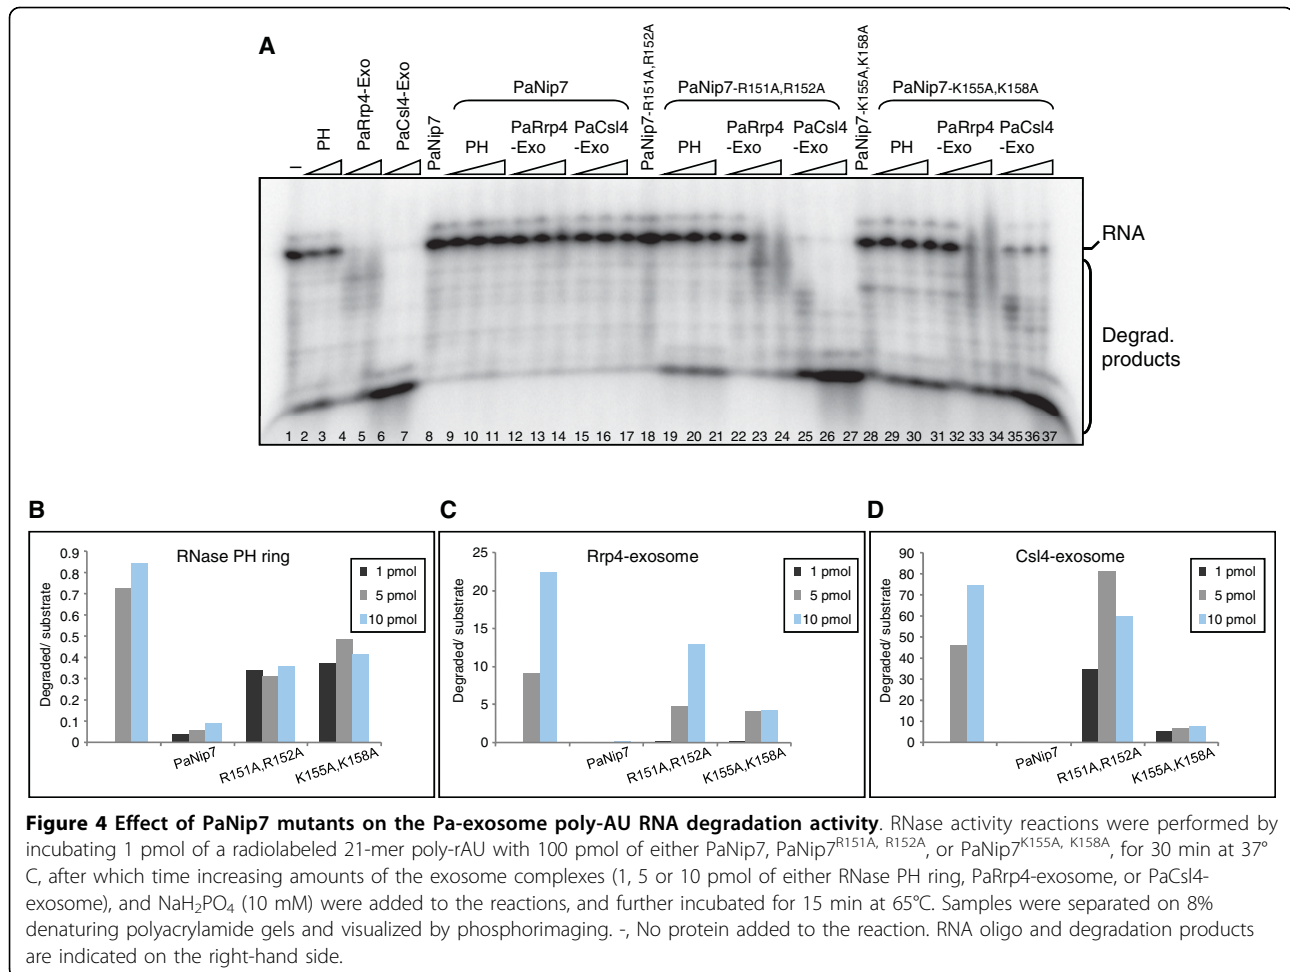 A
–
PH
PaRrp4-Exo
PaCsl4-Exo
PaNip7
PaNip7
PH
PaRrp4 -Exo
PaCsl4 -Exo
PaNip7-R151A,R152A
PaNip7-R151A,R152A
PH
PaRrp4 -Exo
PaCsl4 -Exo
PaNip7-K155A,K158A
PaNip7-K155A,K158A
PH
PaRrp4 -Exo
PaCsl4 -Exo
RNA
Degrad.
products
1 2 3 4 5 6 7 8 9 10 11 12 13 14 15 16 17 18 19 20 21 22 23 24 25 26 27 28 29 30 31 32 33 34 35 36 37
B
RNase PH ring
Degraded/ substrate
0.9
0.8
0.7
0.6
0.5
0.4
0.3
0.2
0.1
0
1 pmol
5 pmol
10 pmol
PaNip7
R151A,R152A
K155A,K158A
C
Rrp4-exosome
Degraded/ substrate
25
20
15
10
5
0
1 pmol
5 pmol
10 pmol
PaNip7
R151A,R152A
K155A,K158A
D
Csl4-exosome
Degraded/ substrate
90
80
70
60
50
40
30
20
10
0
1 pmol
5 pmol
10 pmol
PaNip7
R151A,R152A
K155A,K158A
Figure 4 Effect of PaNip7 mutants on the Pa-exosome poly-AU RNA degradation activity. RNase activity reactions were performed by
incubating 1 pmol of a radiolabeled 21-mer poly-rAU with 100 pmol of either PaNip7, PaNip7R151A, R152A, or PaNip7K155A, K158A, for 30 min at 37°
C, after which time increasing amounts of the exosome complexes (1, 5 or 10 pmol of either RNase PH ring, PaRrp4-exosome, or PaCsl4-
exosome), and NaH2PO4 (10 mM) were added to the reactions, and further incubated for 15 min at 65°C. Samples were separated on 8%
denaturing polyacrylamide gels and visualized by phosphorimaging. -, No protein added to the reaction. RNA oligo and degradation products
are indicated on the right-hand side.